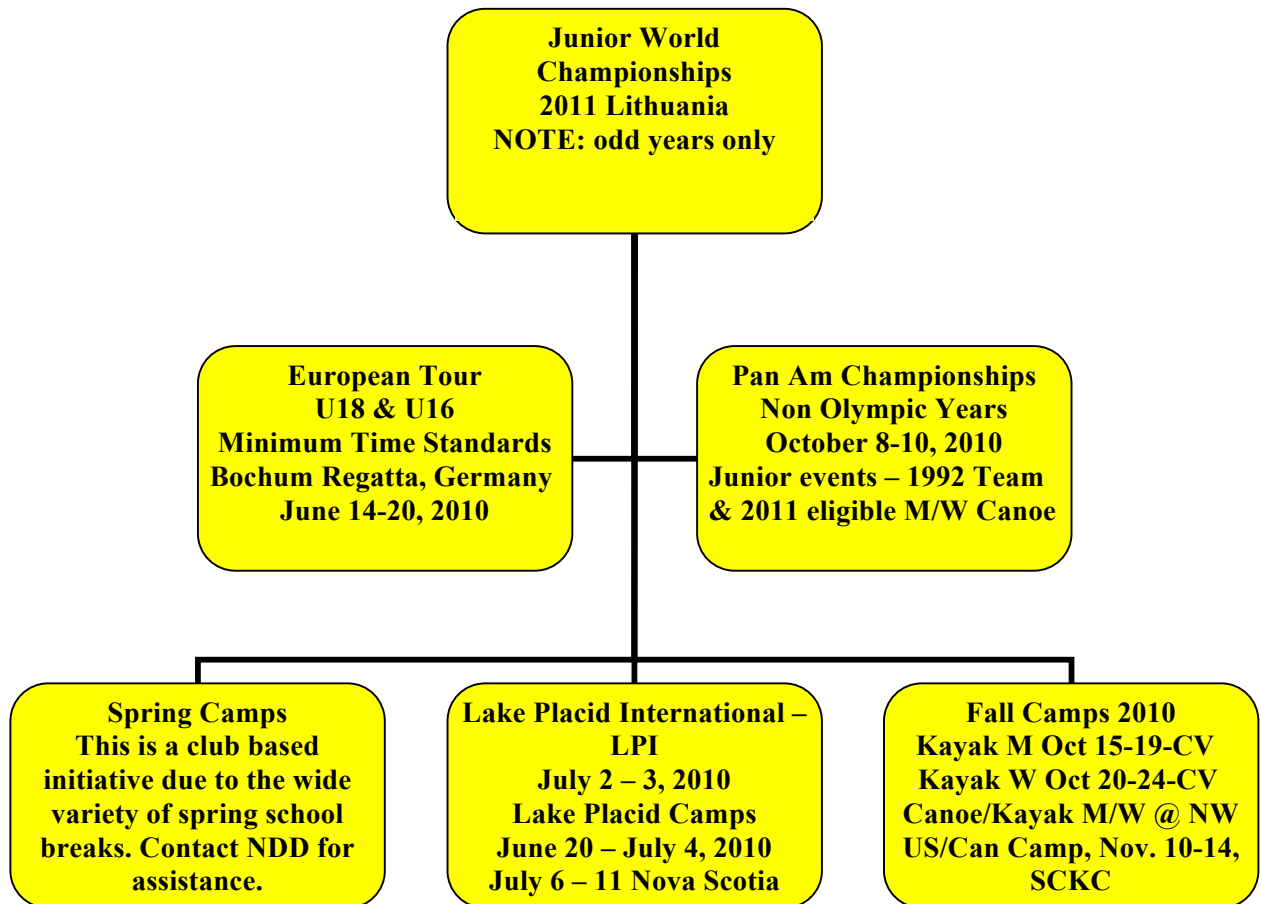 Junior World
Championships
2011 Lithuania
NOTE: odd years only
European Tour
U18 & U16
Minimum Time Standards
Bochum Regatta, Germany
June 14-20, 2010
Pan Am Championships
Non Olympic Years
October 8-10, 2010
Junior events – 1992 Team
& 2011 eligible M/W Canoe
Spring Camps
This is a club based
initiative due to the wide
variety of spring school
breaks. Contact NDD for
assistance.
Lake Placid International –
LPI
July 2 – 3, 2010
Lake Placid Camps
June 20 – July 4, 2010
July 6 – 11 Nova Scotia
Fall Camps 2010
Kayak M Oct 15-19-CV
Kayak W Oct 20-24-CV
Canoe/Kayak M/W @ NW
US/Can Camp, Nov. 10-14,
SCKC